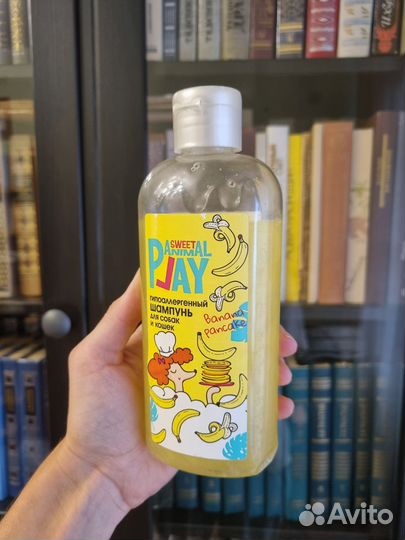 SWEET
ANIMAL
PLAY
гипоаллергенный
шампунь
для собак
и кошек
Banana
pancake
Avito